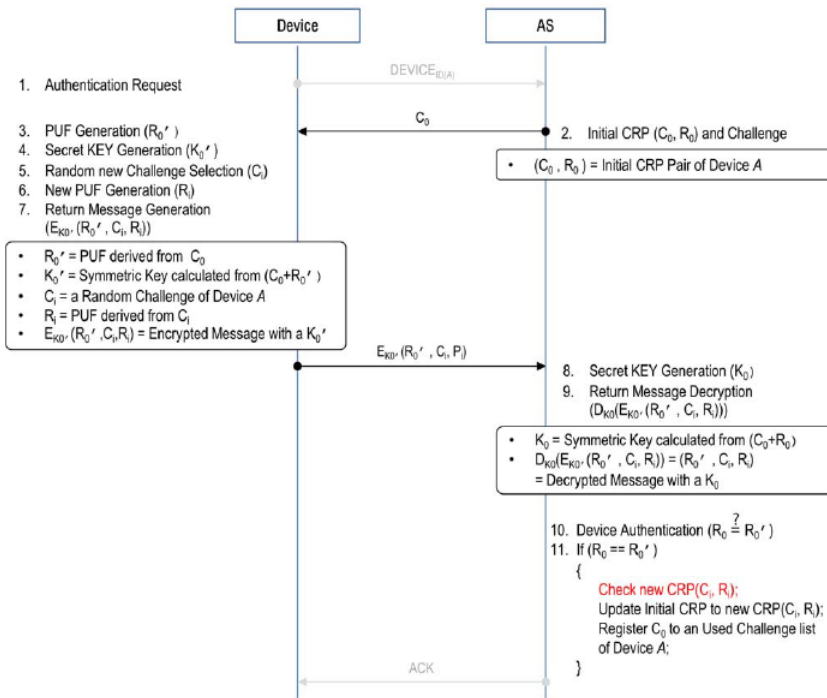 Device
AS
DEVICE_ID(A)
1. Authentication Request
C₀
3. PUF Generation (R₀′ )
2. Initial CRP (C₀, R₀) and Challenge
4. Secret KEY Generation (K₀′ )
5. Random new Challenge Selection (Cᵢ)
• (C₀ , R₀ ) = Initial CRP Pair of Device A
6. New PUF Generation (Rᵢ)
7. Return Message Generation
(E_K0′ (R₀′ , Cᵢ, Rᵢ))
• R₀′ = PUF derived from C₀
• K₀′ = Symmetric Key calculated from (C₀+R₀′ )
• Cᵢ = a Random Challenge of Device A
• Rᵢ = PUF derived from Cᵢ
• E_K0′ (R₀′ ,Cᵢ,Rᵢ) = Encrypted Message with a K₀′
E_K0′ (R₀′ , Cᵢ, Pᵢ)
8. Secret KEY Generation (K₀)
9. Return Message Decryption
(D_K0(E_K0′ (R₀′ , Cᵢ, Rᵢ)))
• K₀ = Symmetric Key calculated from (C₀+R₀)
• D_K0(E_K0′ (R₀′ , Cᵢ, Rᵢ)) = (R₀′ , Cᵢ, Rᵢ)
= Decrypted Message with a K₀
10. Device Authentication (R₀ ≟ R₀′ )
11. If (R₀ == R₀′ )
{
Check new CRP(Cᵢ, Rᵢ);
Update Initial CRP to new CRP(Cᵢ, Rᵢ);
Register C₀ to an Used Challenge list
of Device A;
}
ACK